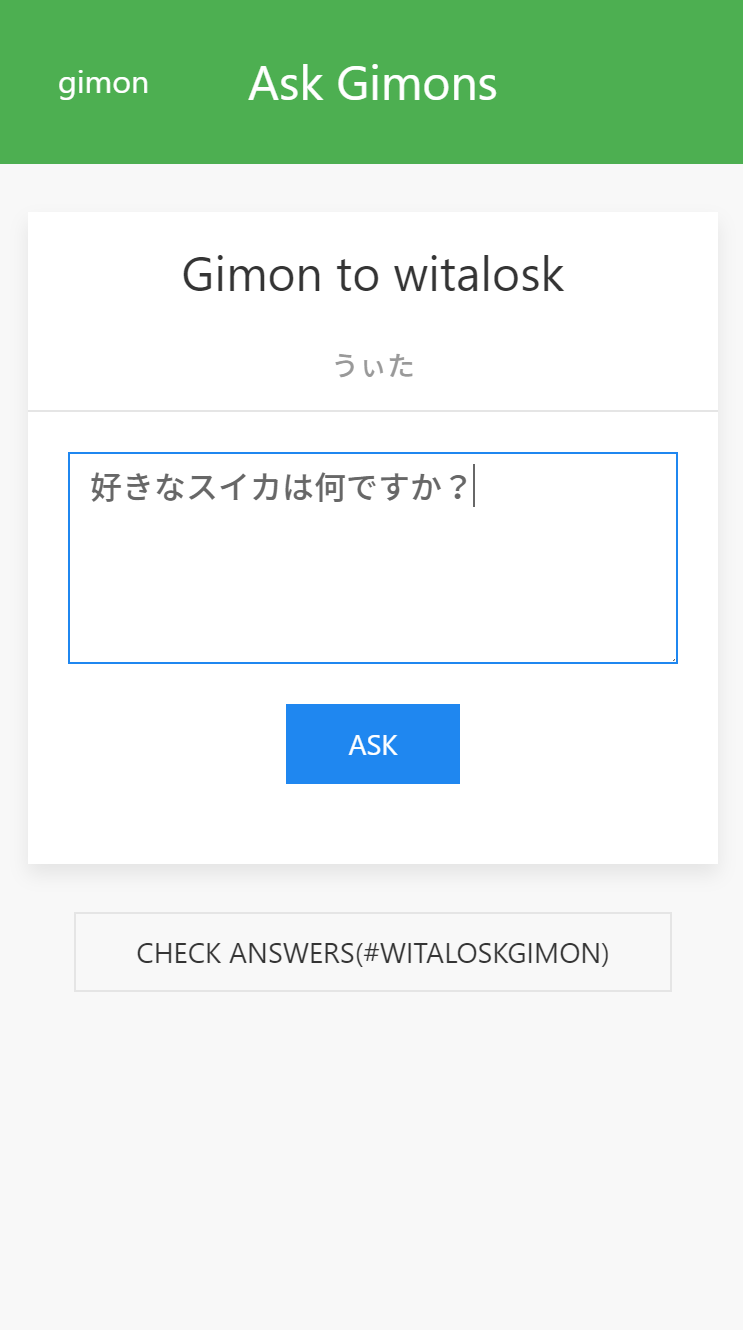 gimon
Ask Gimons
Gimon to witalosk
うぃた
好きなスイカは何ですか？
ASK
CHECK ANSWERS(#WITALOSKGIMON)